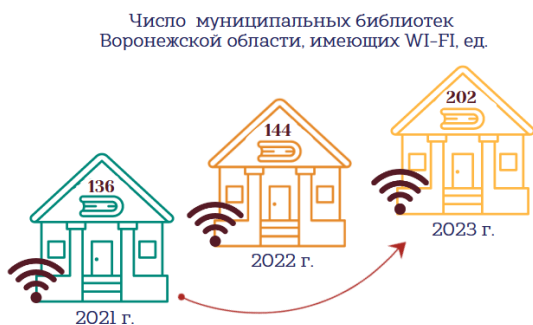 Число муниципальных библиотек
Воронежской области, имеющих WI-FI, ед.
136
2021 г.
144
2022 г.
202
2023 г.